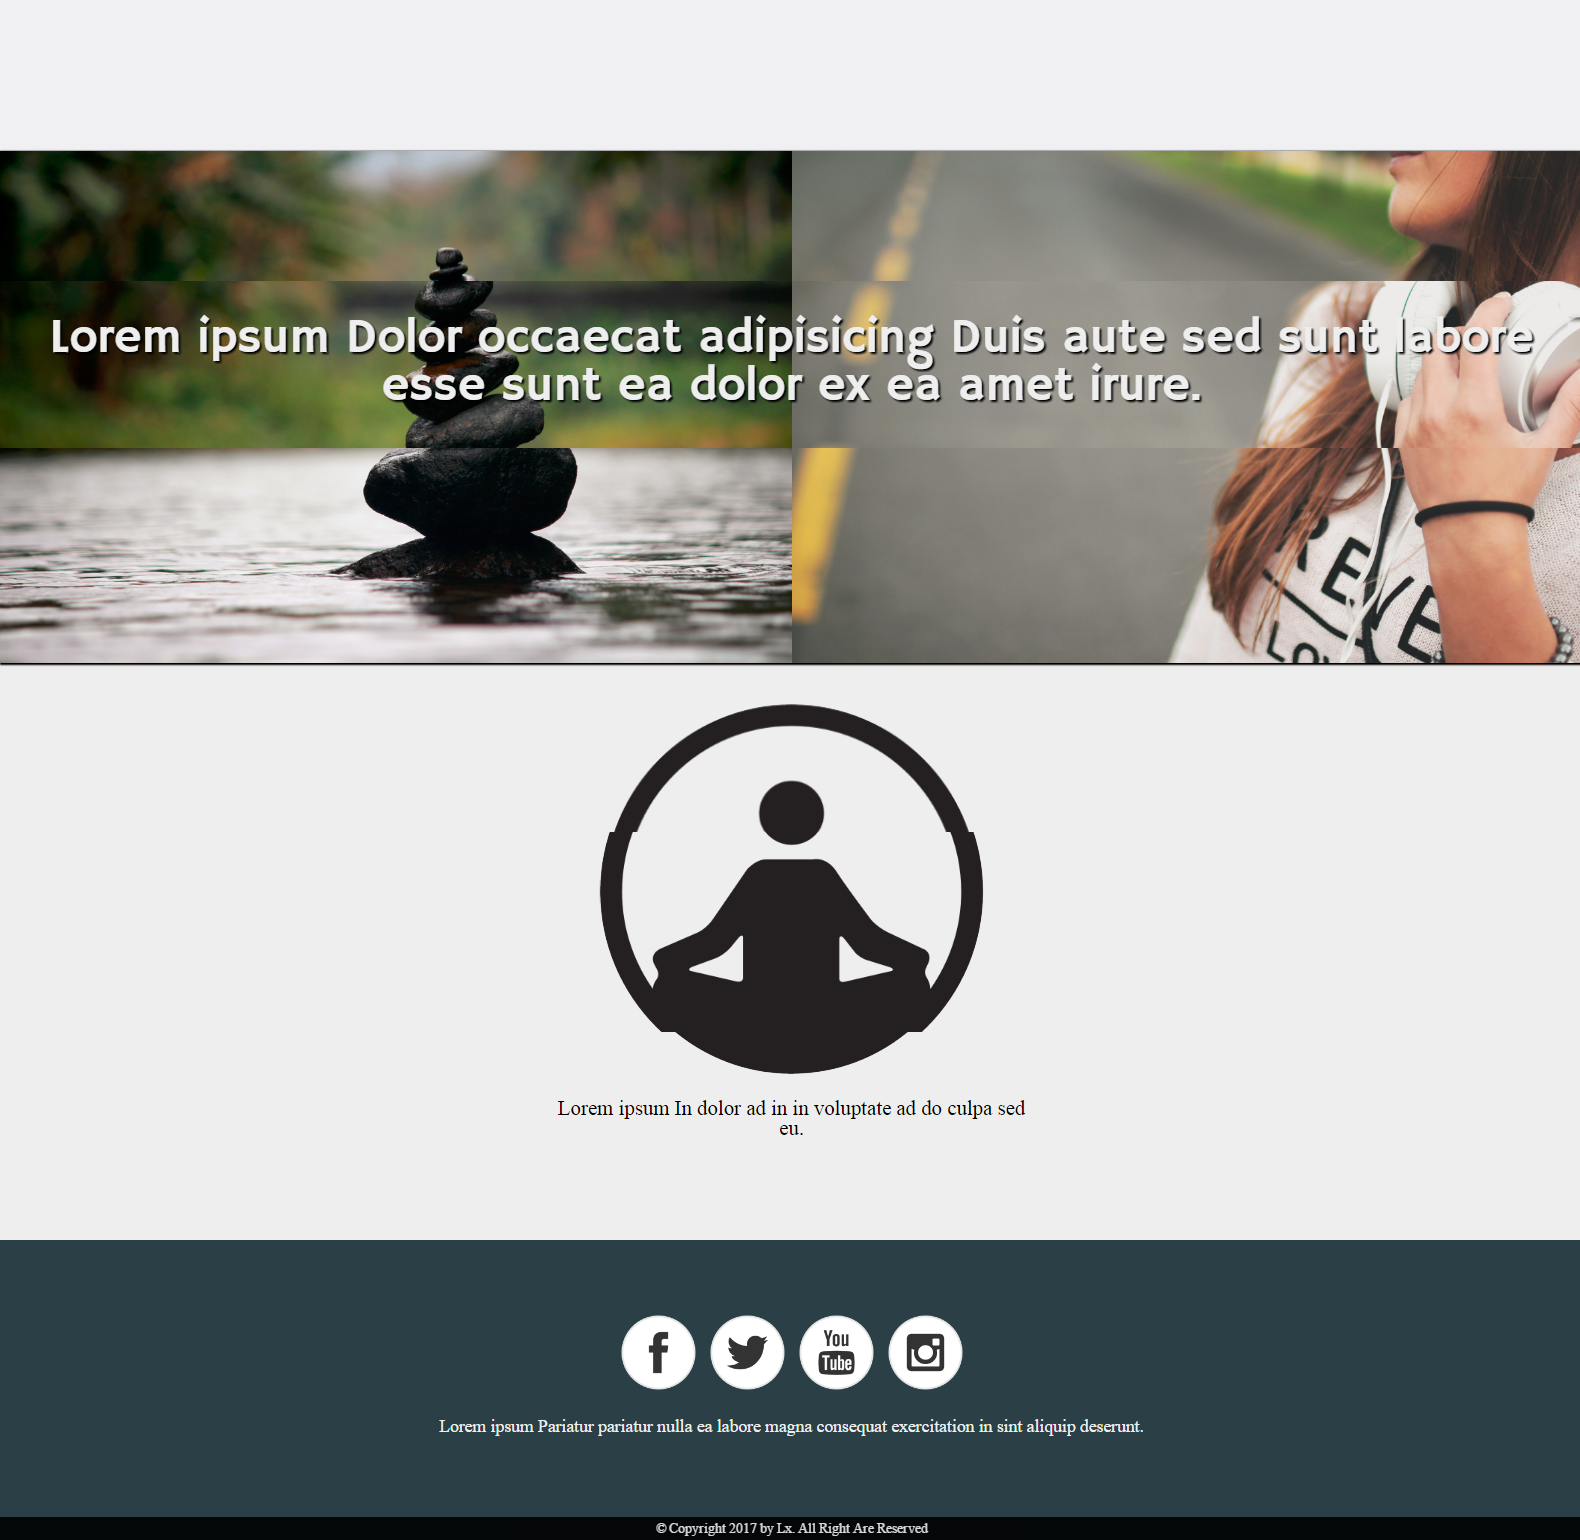 Lorem ipsum Dolor occaecat adipisicing Duis aute sed sunt labore
esse sunt ea dolor ex ea amet irure.
LO
Lorem ipsum In dolor ad in in voluptate ad do culpa sed
eu.
f
You
Tube
Lorem ipsum Pariatur pariatur nulla ea labore magna consequat exercitation in sint aliquip deserunt.
© Copyright 2017 by Lx. All Right Are Reserved